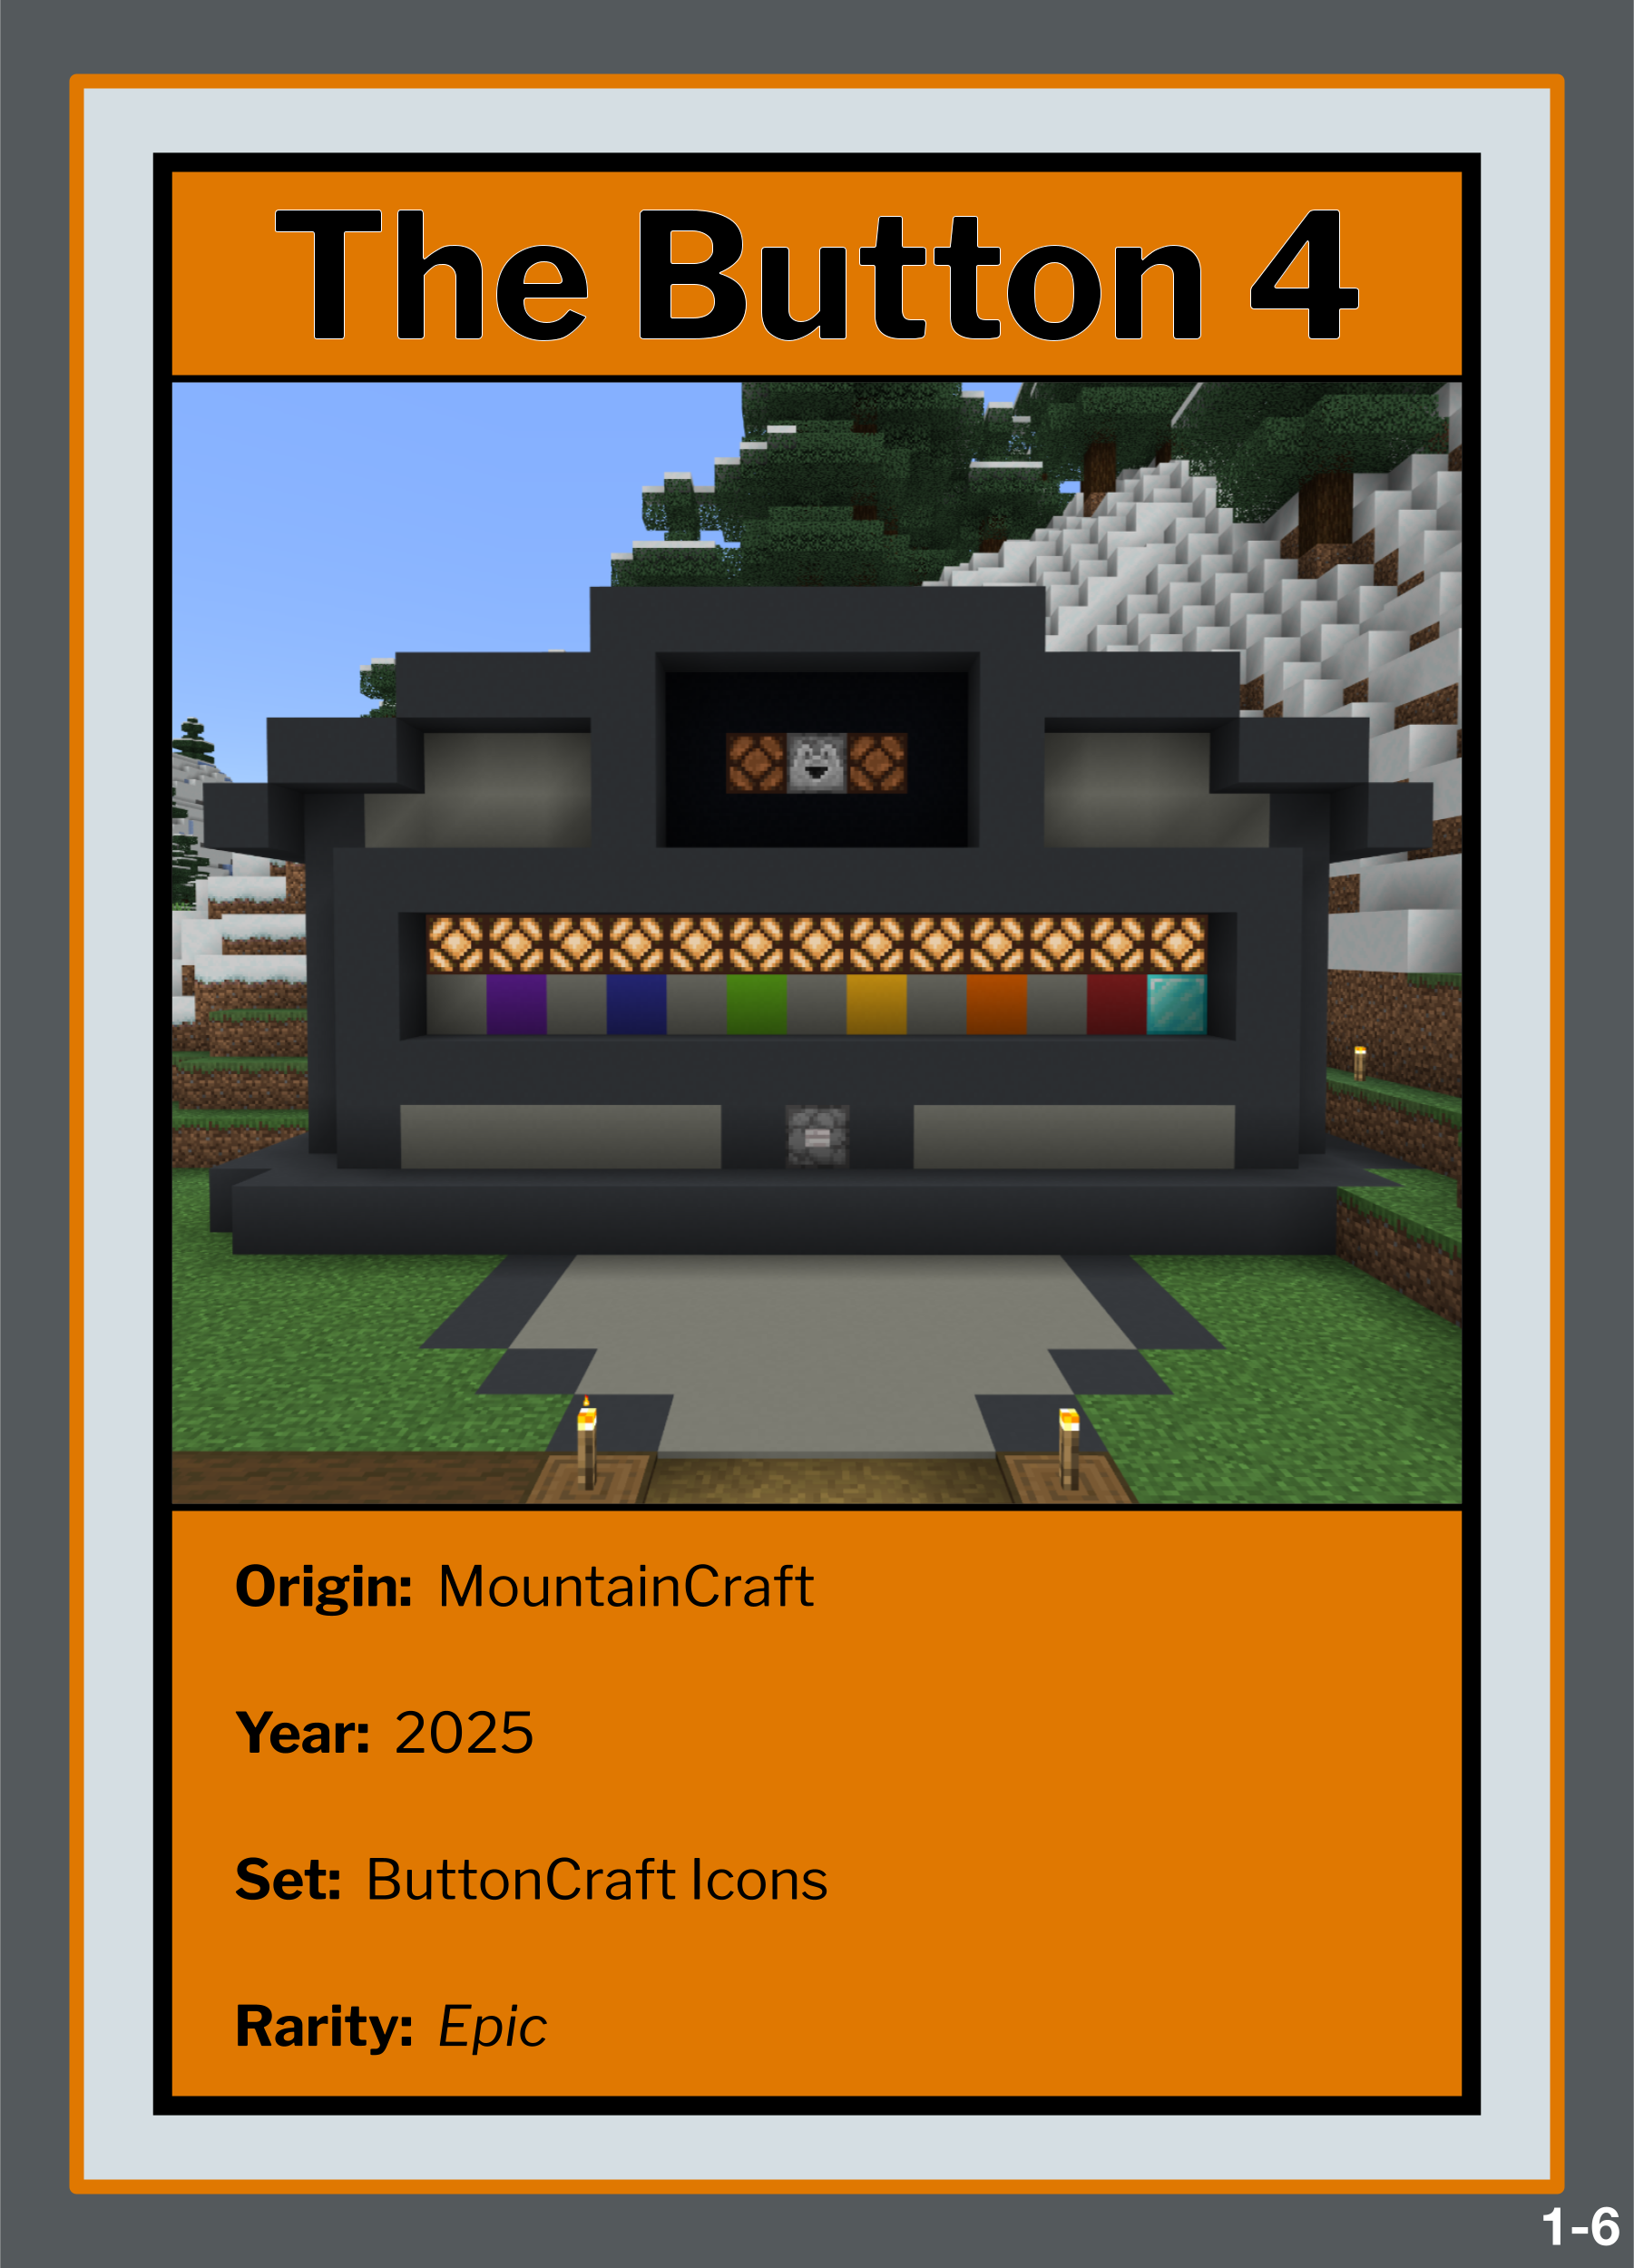 The Button 4
Origin: MountainCraft
Year: 2025
Set: ButtonCraft Icons
Rarity: Epic
1-6